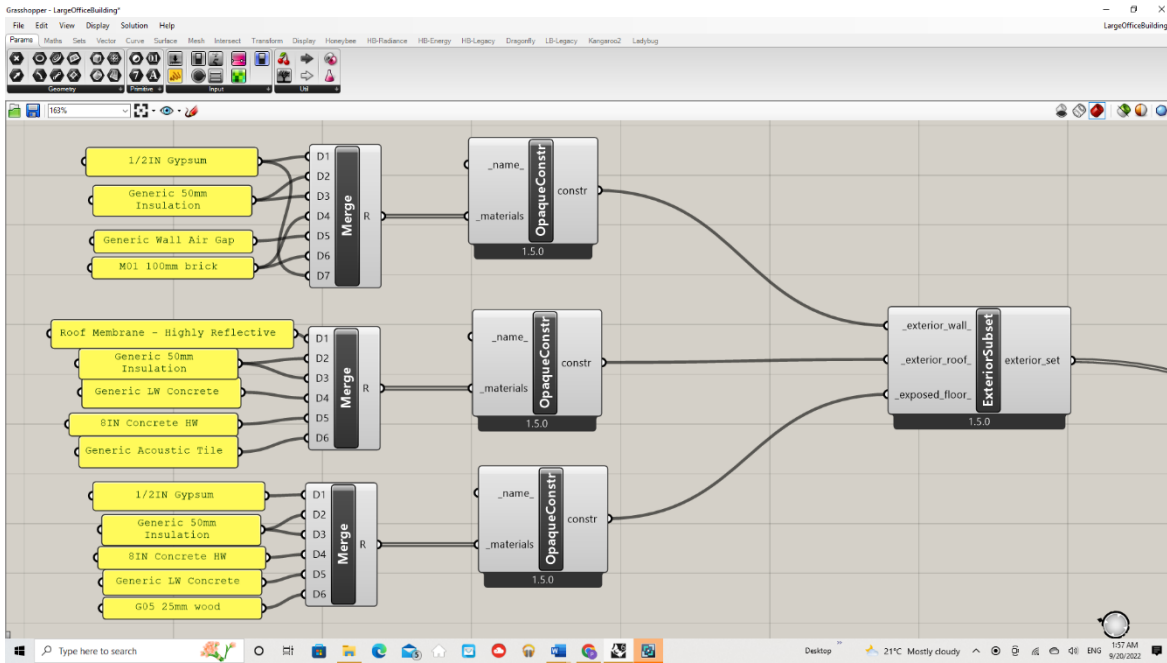 Grasshopper - LargeOfficeBuilding*
File Edit View Display Solution Help
LargeOfficeBuilding
Params Maths Sets Vector Curve Surface Mesh Intersect Transform Display Honeybee HB-Radiance HB-Energy HB-Legacy Dragonfly LB-Legacy Kangaroo2 Ladybug
Geometry Primitive Input Util
163%
1/2IN Gypsum
Generic 50mm
Insulation
Generic Wall Air Gap
M01 100mm brick
D1
D2
D3
D4
D5
D6
D7
Merge
R
_name_
_materials
OpaqueConstr
constr
1.5.0
Roof Membrane - Highly Reflective
Generic 50mm
Insulation
Generic LW Concrete
8IN Concrete HW
Generic Acoustic Tile
D1
D2
D3
D4
D5
D6
Merge
R
_name_
_materials
OpaqueConstr
constr
1.5.0
1/2IN Gypsum
Generic 50mm
Insulation
8IN Concrete HW
Generic LW Concrete
G05 25mm wood
D1
D2
D3
D4
D5
D6
Merge
R
_name_
_materials
OpaqueConstr
constr
1.5.0
_exterior_wall_
_exterior_roof_
_exposed_floor_
ExteriorSubset
exterior_set
1.5.0
Type here to search
Desktop
21°C Mostly cloudy
ENG
1:57 AM
9/20/2022